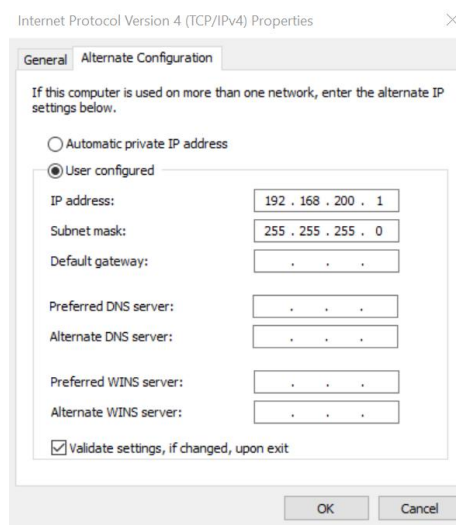 Internet Protocol Version 4 (TCP/IPv4) Properties
General Alternate Configuration
If this computer is used on more than one network, enter the alternate IP
settings below.
Automatic private IP address
User configured
IP address: 192 . 168 . 200 . 1
Subnet mask: 255 . 255 . 255 . 0
Default gateway: . . .
Preferred DNS server: . . .
Alternate DNS server: . . .
Preferred WINS server: . . .
Alternate WINS server: . . .
Validate settings, if changed, upon exit
OK Cancel